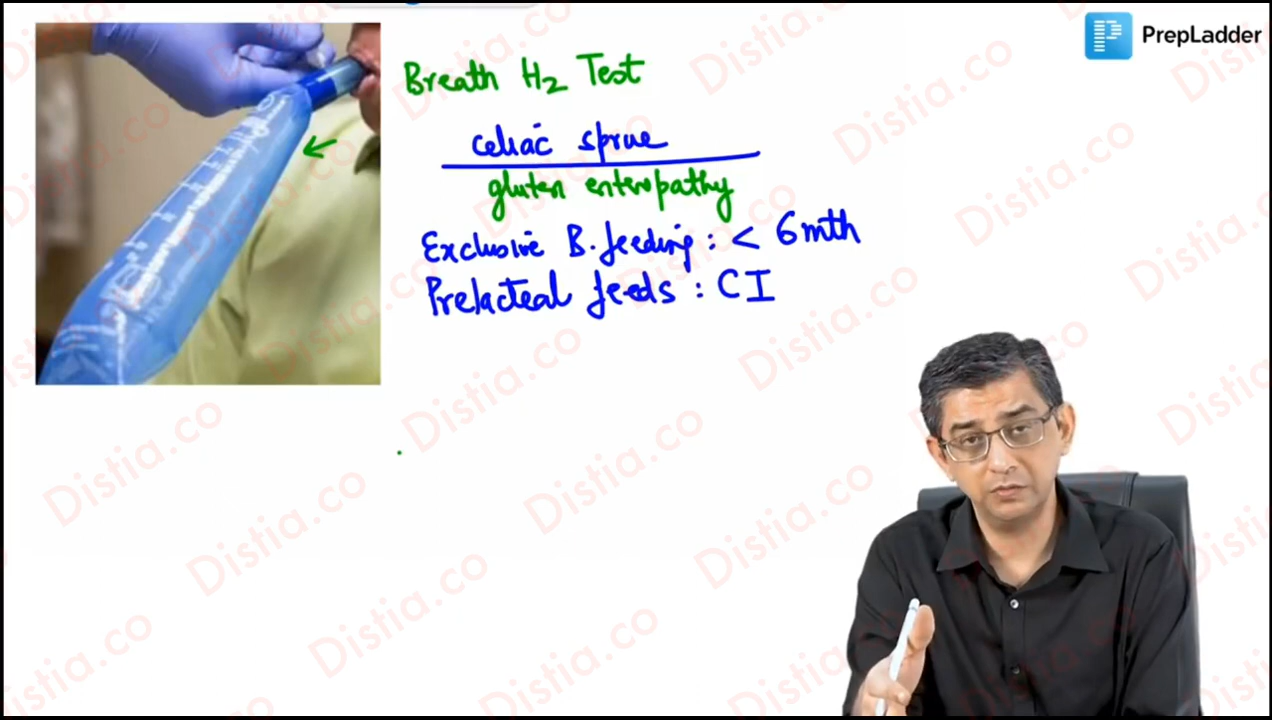 PrepLadder
Breath H2 Test
celiac sprue
gluten enteropathy
Exclusive B. feeding : < 6 mth
Prelacteal feeds : CI
Distia.co